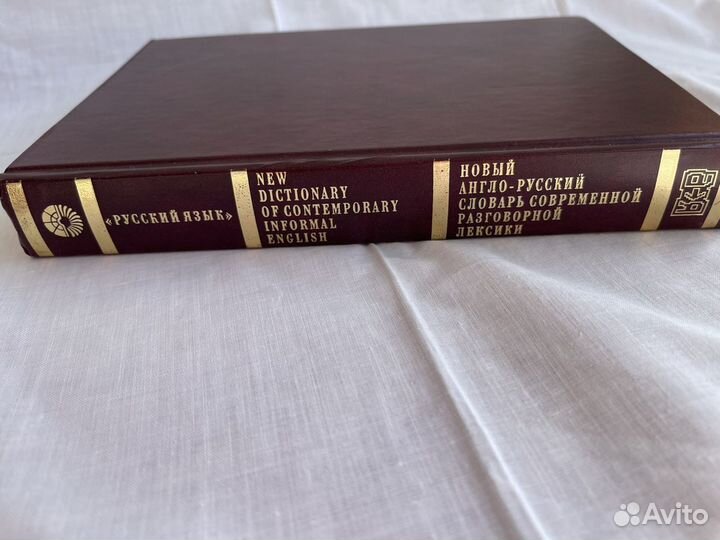 «РУССКИЙ ЯЗЫК»
NEW
DICTIONARY
OF CONTEMPORARY
INFORMAL
ENGLISH
НОВЫЙ
АНГЛО-РУССКИЙ
СЛОВАРЬ СОВРЕМЕННОЙ
РАЗГОВОРНОЙ
ЛЕКСИКИ
Avito